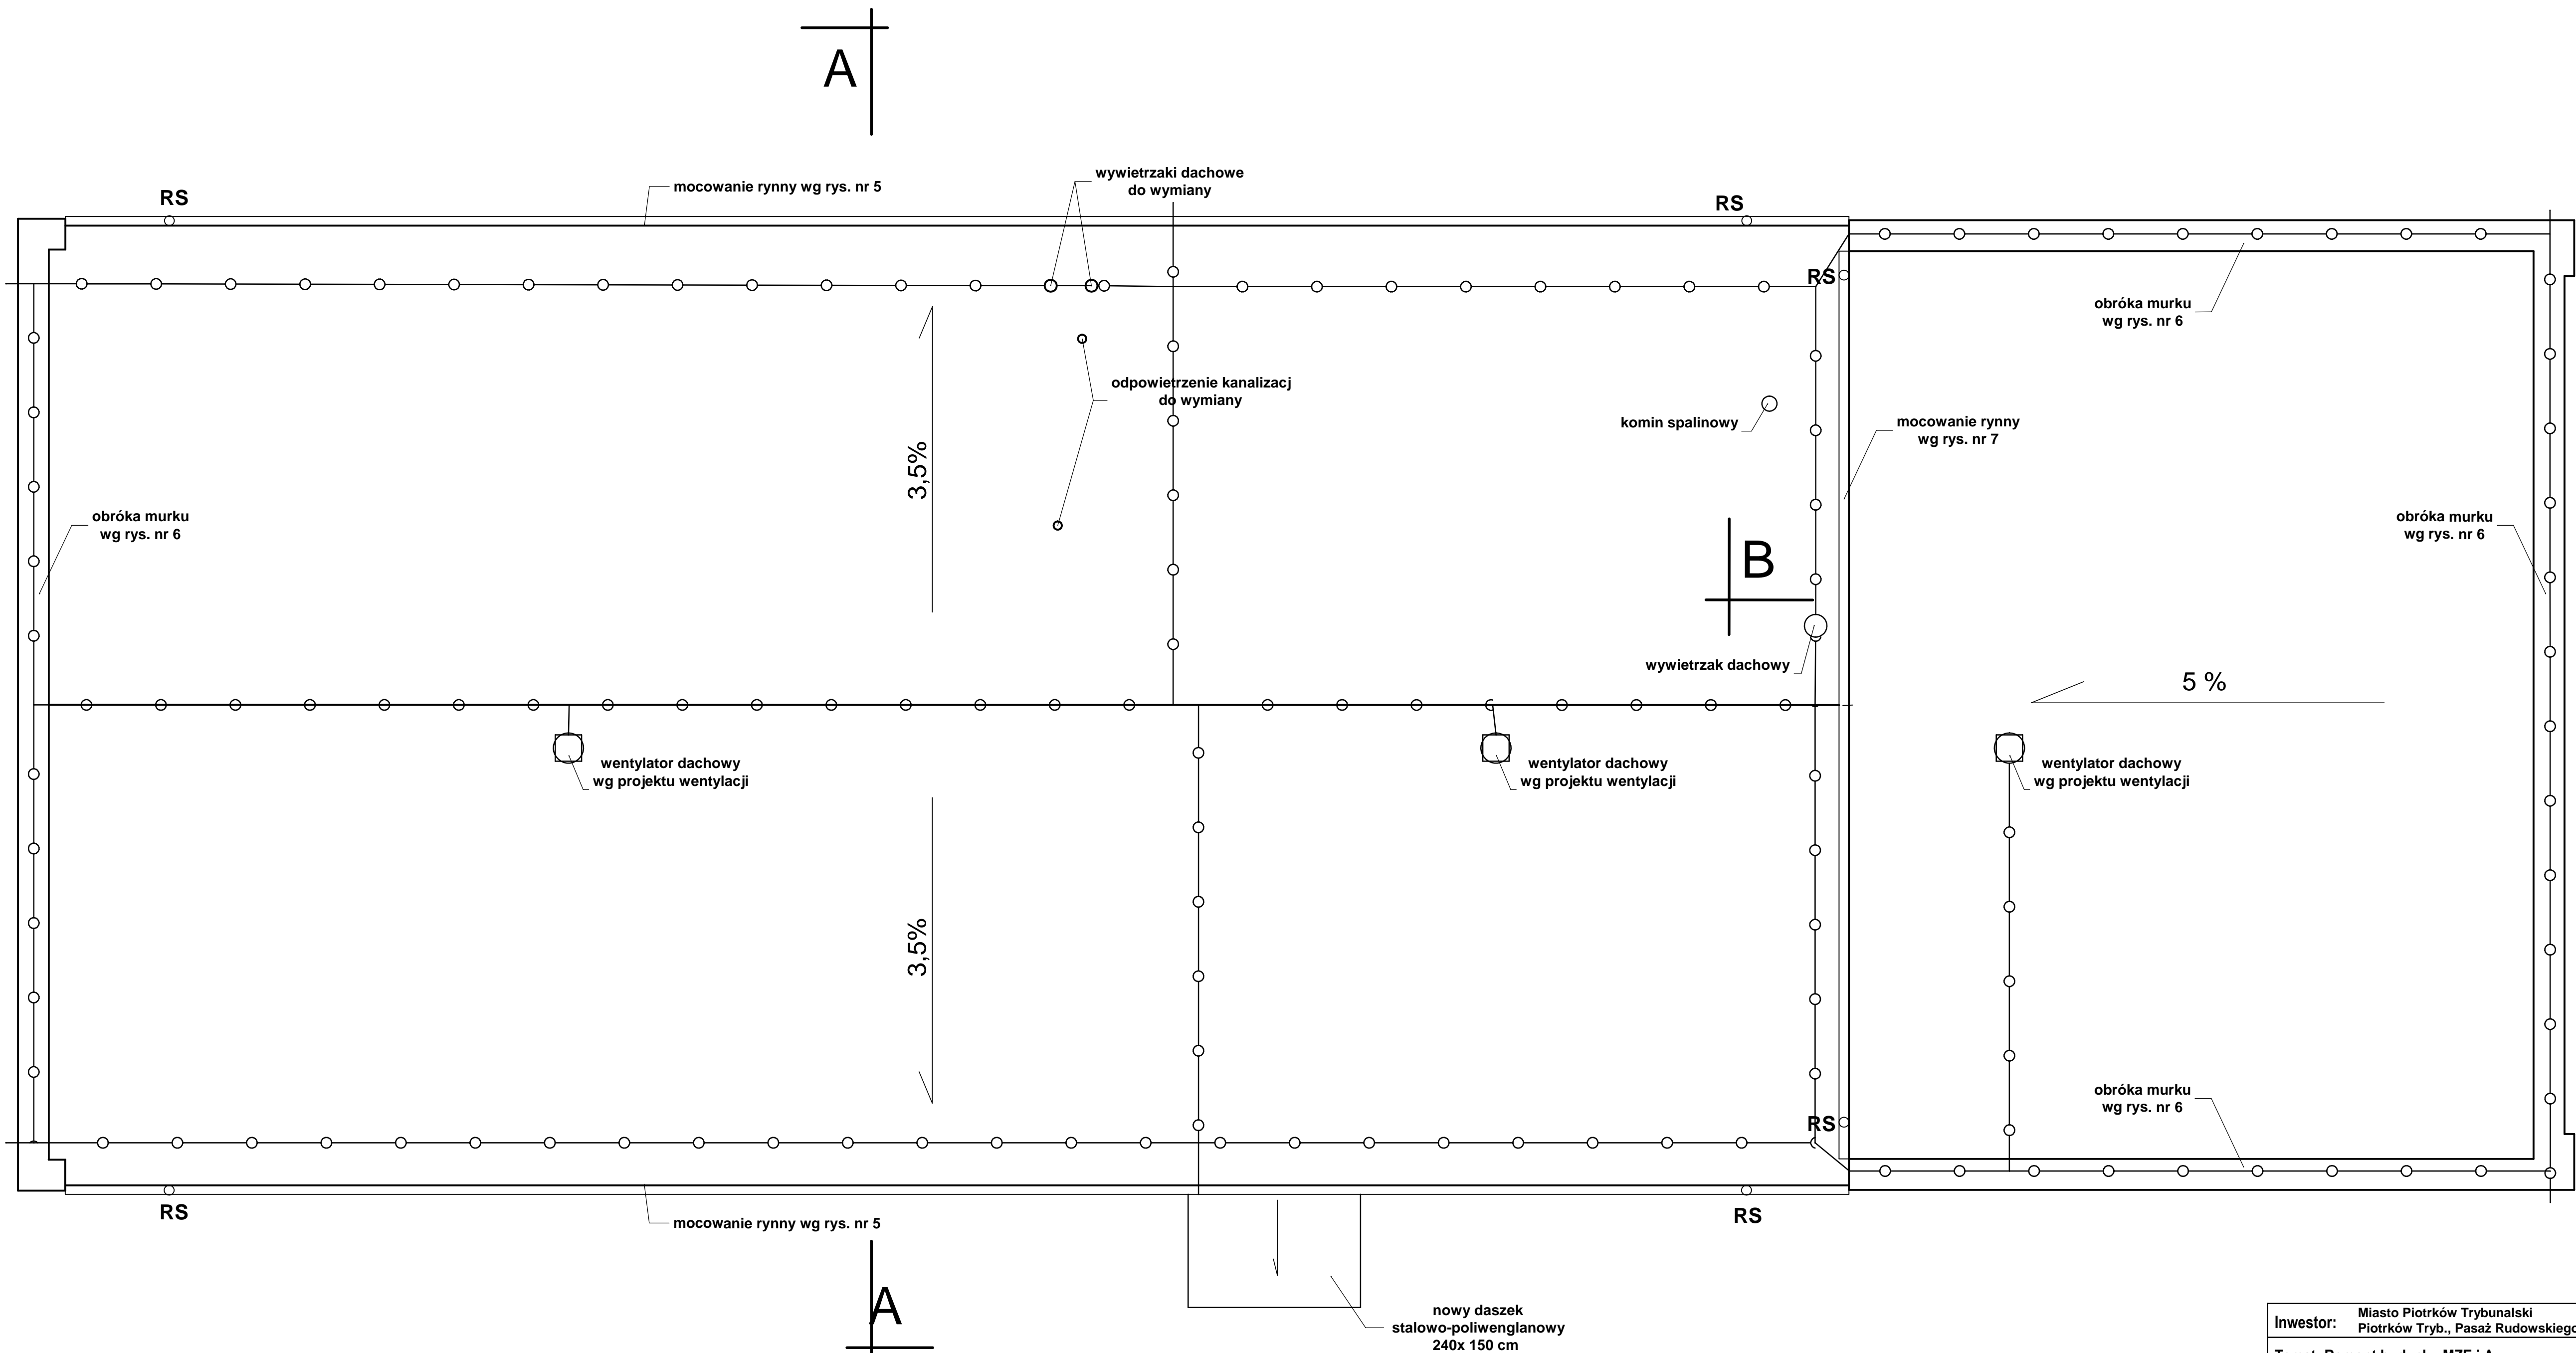 A
RS
mocowanie rynny wg rys. nr 5
wywietrzaki dachowe
do wymiany
RS
RS
obróka murku
wg rys. nr 6
odpowietrzenie kanalizacj
do wymiany
komin spalinowy
mocowanie rynny
wg rys. nr 7
3,5%
obróka murku
wg rys. nr 6
B
obróka murku
wg rys. nr 6
wywietrzak dachowy
5 %
wentylator dachowy
wg projektu wentylacji
wentylator dachowy
wg projektu wentylacji
wentylator dachowy
wg projektu wentylacji
3,5%
obróka murku
wg rys. nr 6
RS
RS
mocowanie rynny wg rys. nr 5
RS
A
nowy daszek
stalowo-poliwenglanowy
240x 150 cm
Inwestor:
Miasto Piotrków Trybunalski
Piotrków Tryb., Pasaż Rudowskiego